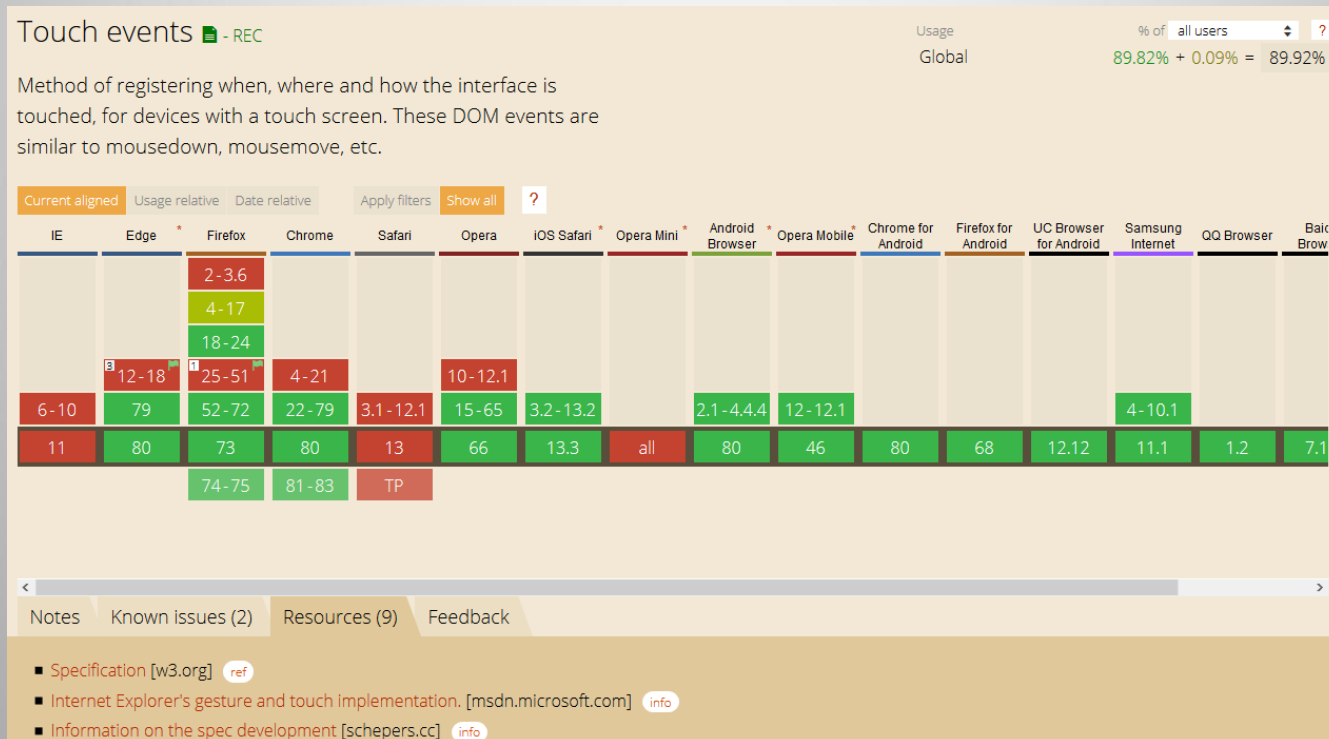 Touch events - REC
Usage % of all users ?
Global 89.82% + 0.09% = 89.92%
Method of registering when, where and how the interface is
touched, for devices with a touch screen. These DOM events are
similar to mousedown, mousemove, etc.
Current aligned Usage relative Date relative Apply filters Show all ?
IE Edge * Firefox Chrome Safari Opera iOS Safari * Opera Mini * Android Browser * Opera Mobile * Chrome for Android Firefox for Android UC Browser for Android Samsung Internet QQ Browser Baid Brow
2-3.6
4-17
18-24
3 12-18 1 25-51 4-21 10-12.1
6-10 79 52-72 22-79 3.1-12.1 15-65 3.2-13.2 2.1-4.4.4 12-12.1 4-10.1
11 80 73 80 13 66 13.3 all 80 46 80 68 12.12 11.1 1.2 7.1
74-75 81-83 TP
Notes Known issues (2) Resources (9) Feedback
Specification [w3.org] ref
Internet Explorer's gesture and touch implementation. [msdn.microsoft.com] info
Information on the spec development [schepers.cc] info